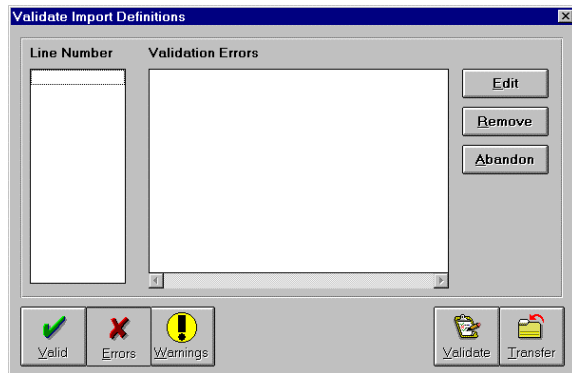 Validate Import Definitions
Line Number
Validation Errors
Edit
Remove
Abandon
Valid
Errors
Warnings
Validate
Transfer